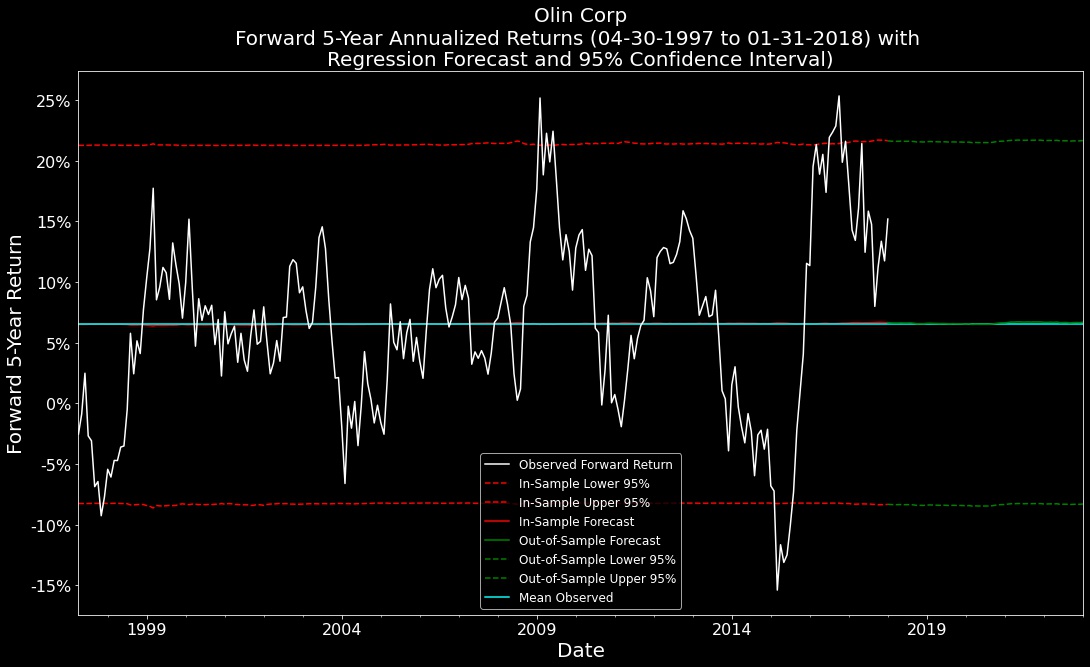 Olin Corp
Forward 5-Year Annualized Returns (04-30-1997 to 01-31-2018) with
Regression Forecast and 95% Confidence Interval)
Forward 5-Year Return
25%
20%
15%
10%
5%
0%
-5%
-10%
-15%
Observed Forward Return
In-Sample Lower 95%
In-Sample Upper 95%
In-Sample Forecast
Out-of-Sample Forecast
Out-of-Sample Lower 95%
Out-of-Sample Upper 95%
Mean Observed
1999
2004
2009
2014
2019
Date